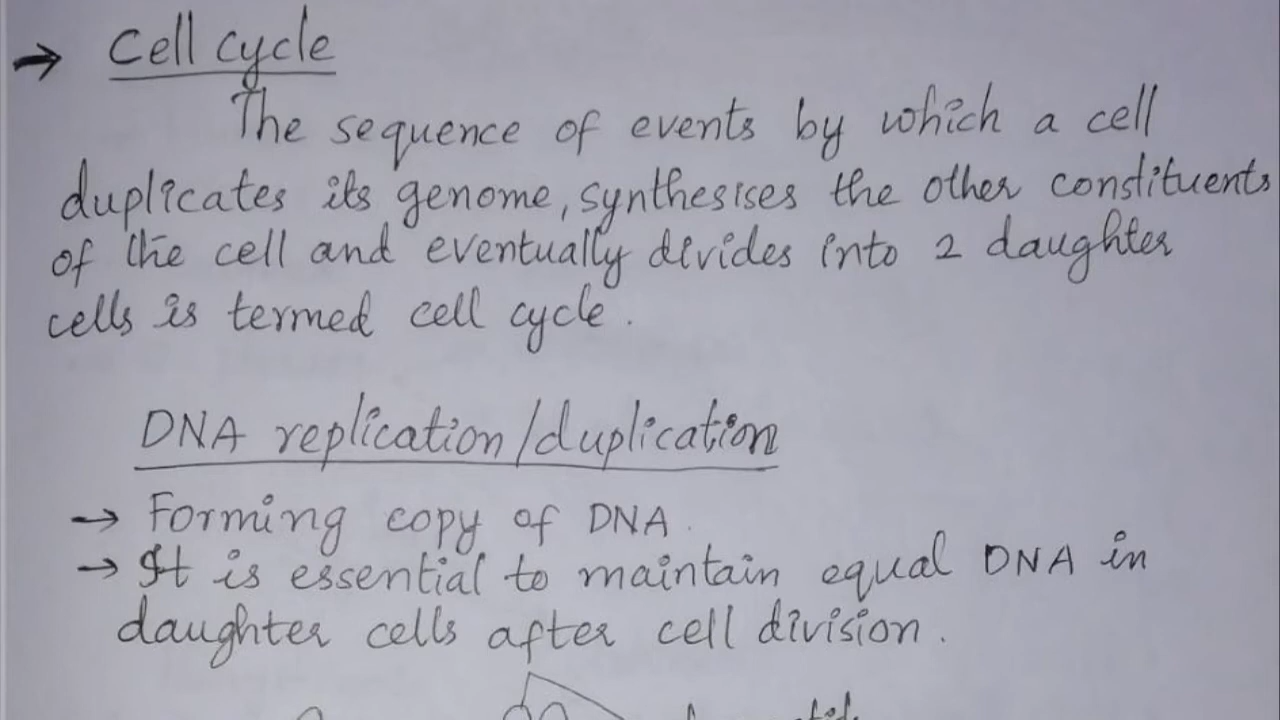 → Cell cycle
The sequence of events by which a cell
duplicates its genome, synthesises the other constituents
of the cell and eventually divides into 2 daughter
cells is termed cell cycle.
DNA replication/duplication
→ Forming copy of DNA.
→ It is essential to maintain equal DNA in
daughter cells after cell division.